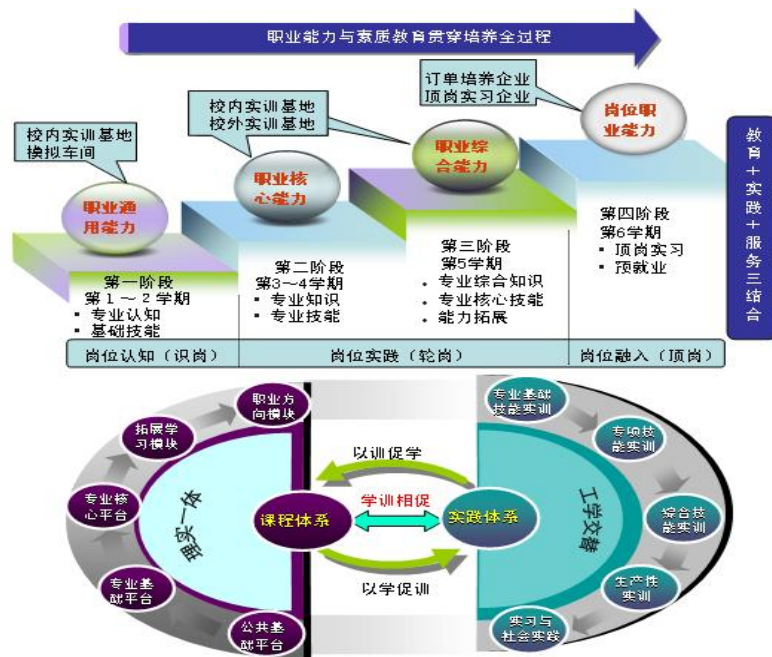 职业能力与素质教育贯穿培养全过程
订单培养企业
顶岗实习企业
岗位职
业能力
校内实训基地
校外实训基地
校内实训基地
模拟车间
职业综
合能力
职业核
心能力
职业通
用能力
教育+实践+服务三结合
第一阶段
第1～2学期
▪ 专业认知
▪ 基础技能
第二阶段
第3～4学期
▪ 专业知识
▪ 专业技能
第三阶段
第5学期
• 专业综合知识
• 专业核心技能
• 能力拓展
第四阶段
第6学期
▪ 顶岗实习
▪ 预就业
岗位认知（识岗）
岗位实践（轮岗）
岗位融入（顶岗）
职业方
向模块
拓展学
习模块
专业核
心平台
专业基
础平台
公共基
础平台
理实一体
课程体系
以训促学
学训相促
以学促训
实践体系
工学交替
专业基础
技能实训
专项技
能实训
综合技
能实训
生产性
实训
实习与
社会实践